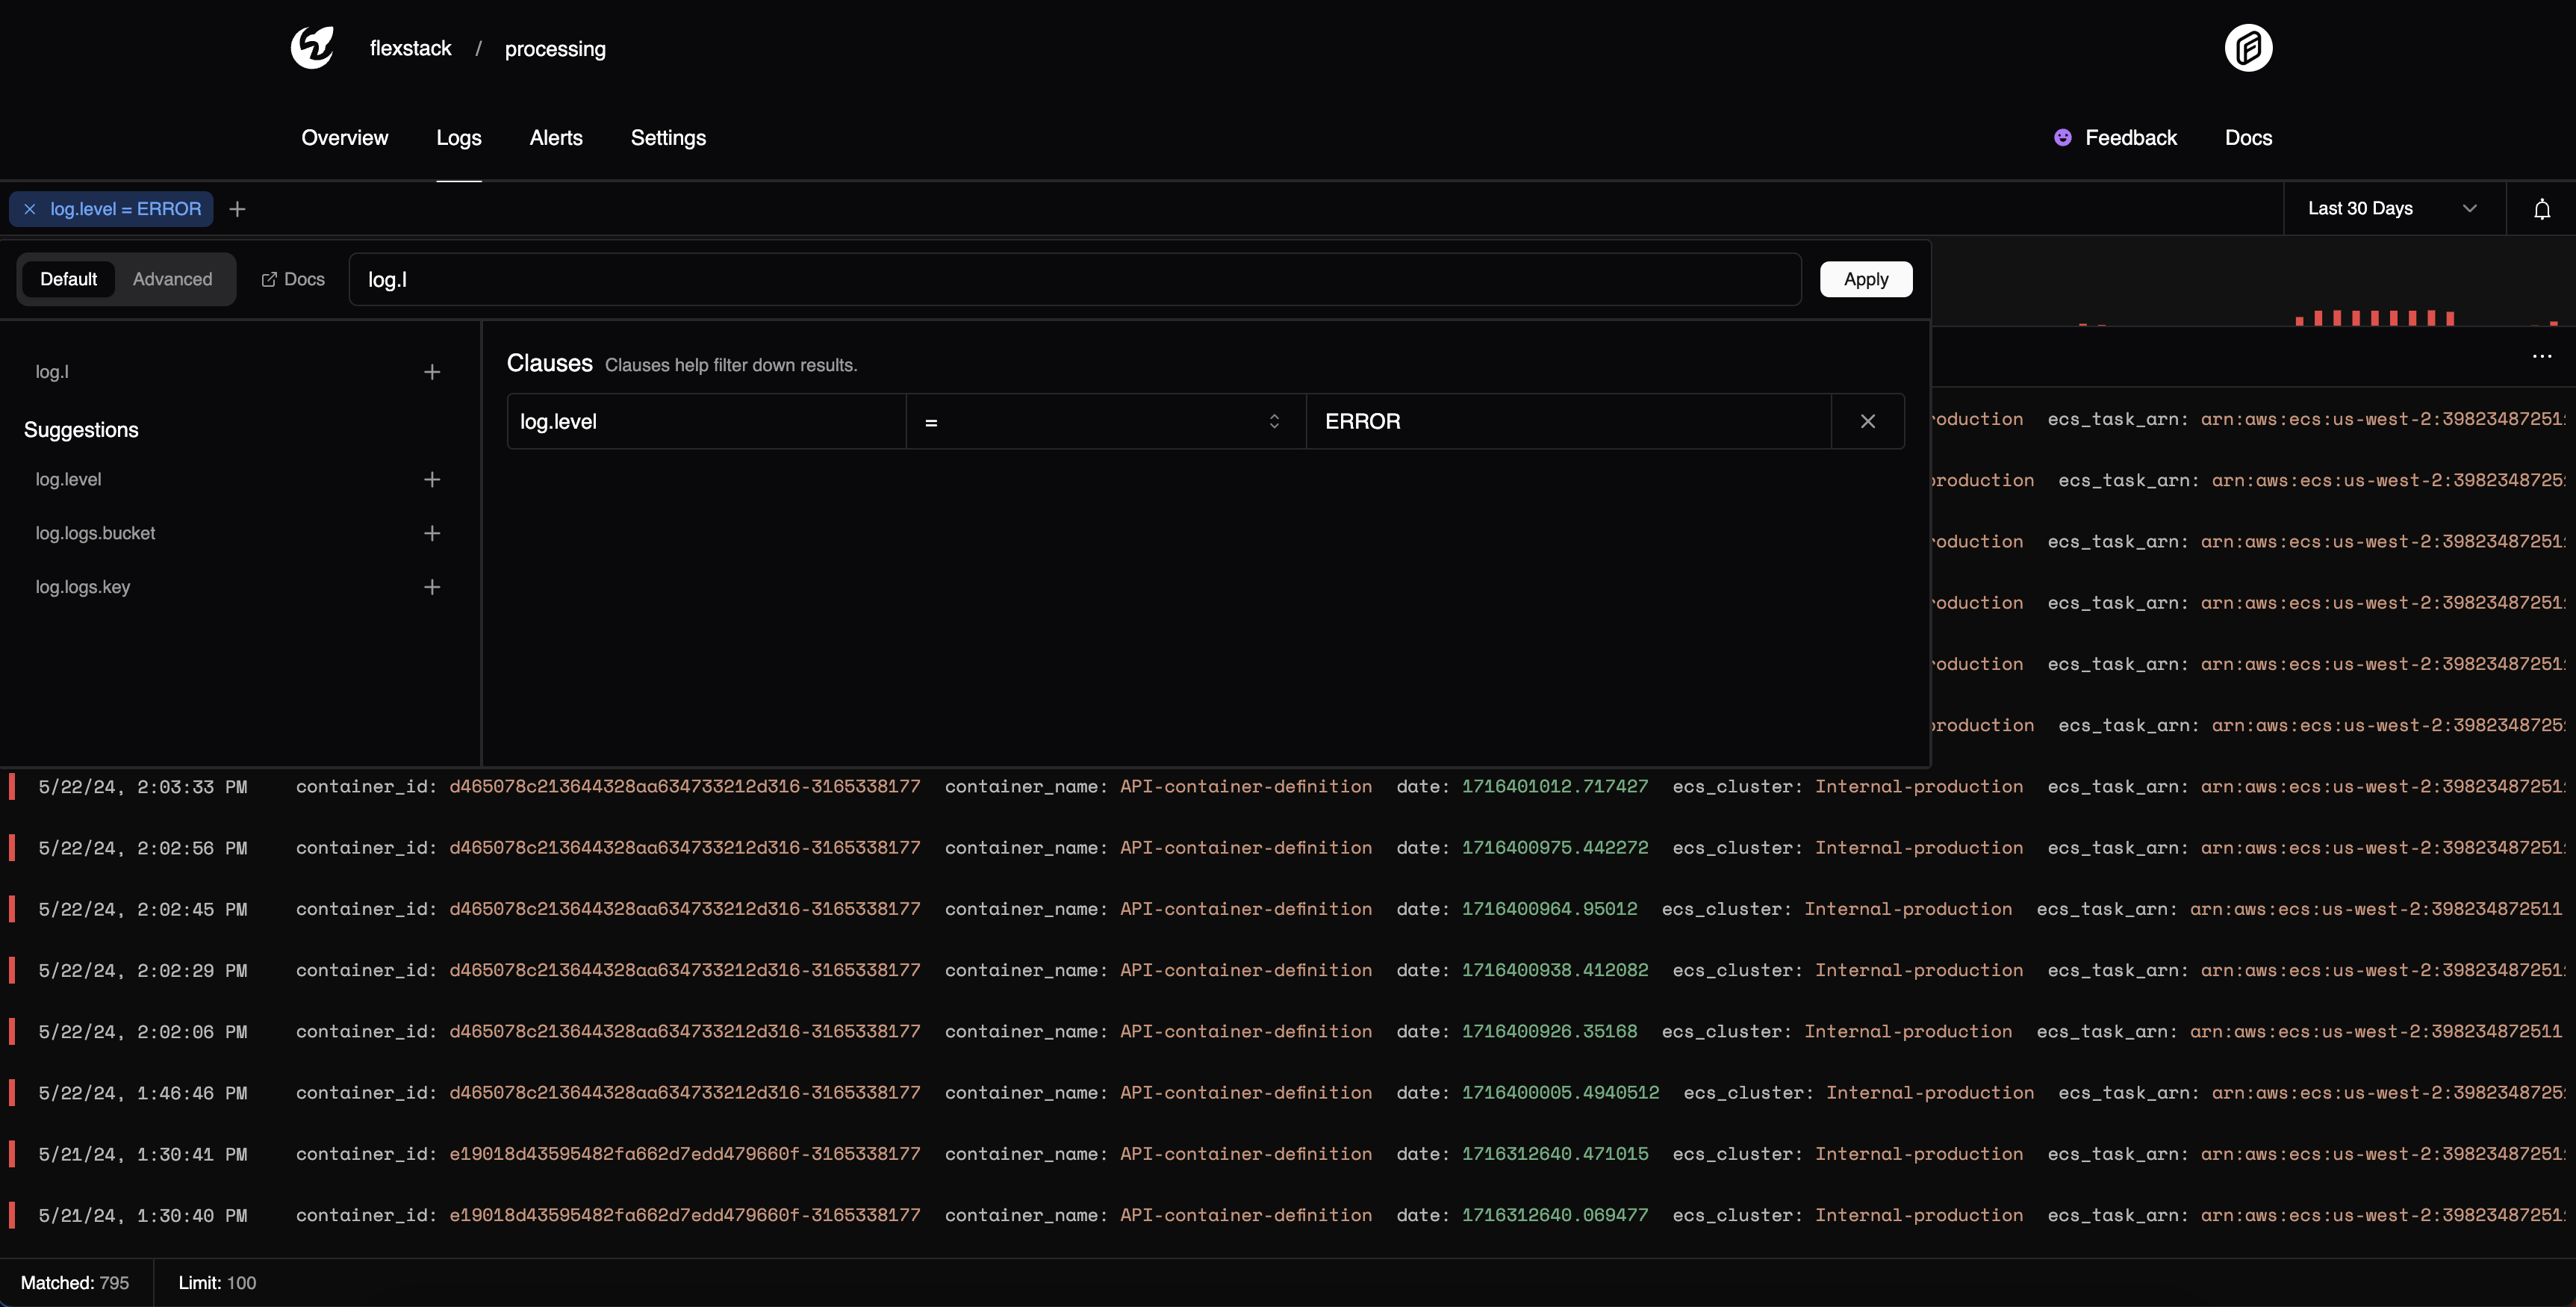 flexstack / processing
Overview Logs Alerts Settings Feedback Docs
log.level = ERROR Last 30 Days
Default Advanced Docs log.l Apply
log.l
Suggestions
log.level
log.logs.bucket
log.logs.key
Clauses Clauses help filter down results.
log.level = ERROR
roduction ecs_task_arn: arn:aws:ecs:us-west-2:398234872511:
production ecs_task_arn: arn:aws:ecs:us-west-2:39823487251
roduction ecs_task_arn: arn:aws:ecs:us-west-2:398234872511:
roduction ecs_task_arn: arn:aws:ecs:us-west-2:398234872511:
roduction ecs_task_arn: arn:aws:ecs:us-west-2:398234872511:
production ecs_task_arn: arn:aws:ecs:us-west-2:39823487251
5/22/24, 2:03:33 PM container_id: d465078c213644328aa634733212d316-3165338177 container_name: API-container-definition date: 1716401012.717427 ecs_cluster: Internal-production ecs_task_arn: arn:aws:ecs:us-west-2:398234872511:
5/22/24, 2:02:56 PM container_id: d465078c213644328aa634733212d316-3165338177 container_name: API-container-definition date: 1716400975.442272 ecs_cluster: Internal-production ecs_task_arn: arn:aws:ecs:us-west-2:398234872511:
5/22/24, 2:02:45 PM container_id: d465078c213644328aa634733212d316-3165338177 container_name: API-container-definition date: 1716400964.95012 ecs_cluster: Internal-production ecs_task_arn: arn:aws:ecs:us-west-2:398234872511
5/22/24, 2:02:29 PM container_id: d465078c213644328aa634733212d316-3165338177 container_name: API-container-definition date: 1716400938.412082 ecs_cluster: Internal-production ecs_task_arn: arn:aws:ecs:us-west-2:398234872511:
5/22/24, 2:02:06 PM container_id: d465078c213644328aa634733212d316-3165338177 container_name: API-container-definition date: 1716400926.35168 ecs_cluster: Internal-production ecs_task_arn: arn:aws:ecs:us-west-2:398234872511
5/22/24, 1:46:46 PM container_id: d465078c213644328aa634733212d316-3165338177 container_name: API-container-definition date: 1716400005.4940512 ecs_cluster: Internal-production ecs_task_arn: arn:aws:ecs:us-west-2:39823487251
5/21/24, 1:30:41 PM container_id: e19018d43595482fa662d7edd479660f-3165338177 container_name: API-container-definition date: 1716312640.471015 ecs_cluster: Internal-production ecs_task_arn: arn:aws:ecs:us-west-2:398234872511:
5/21/24, 1:30:40 PM container_id: e19018d43595482fa662d7edd479660f-3165338177 container_name: API-container-definition date: 1716312640.069477 ecs_cluster: Internal-production ecs_task_arn: arn:aws:ecs:us-west-2:398234872511:
Matched: 795 Limit: 100